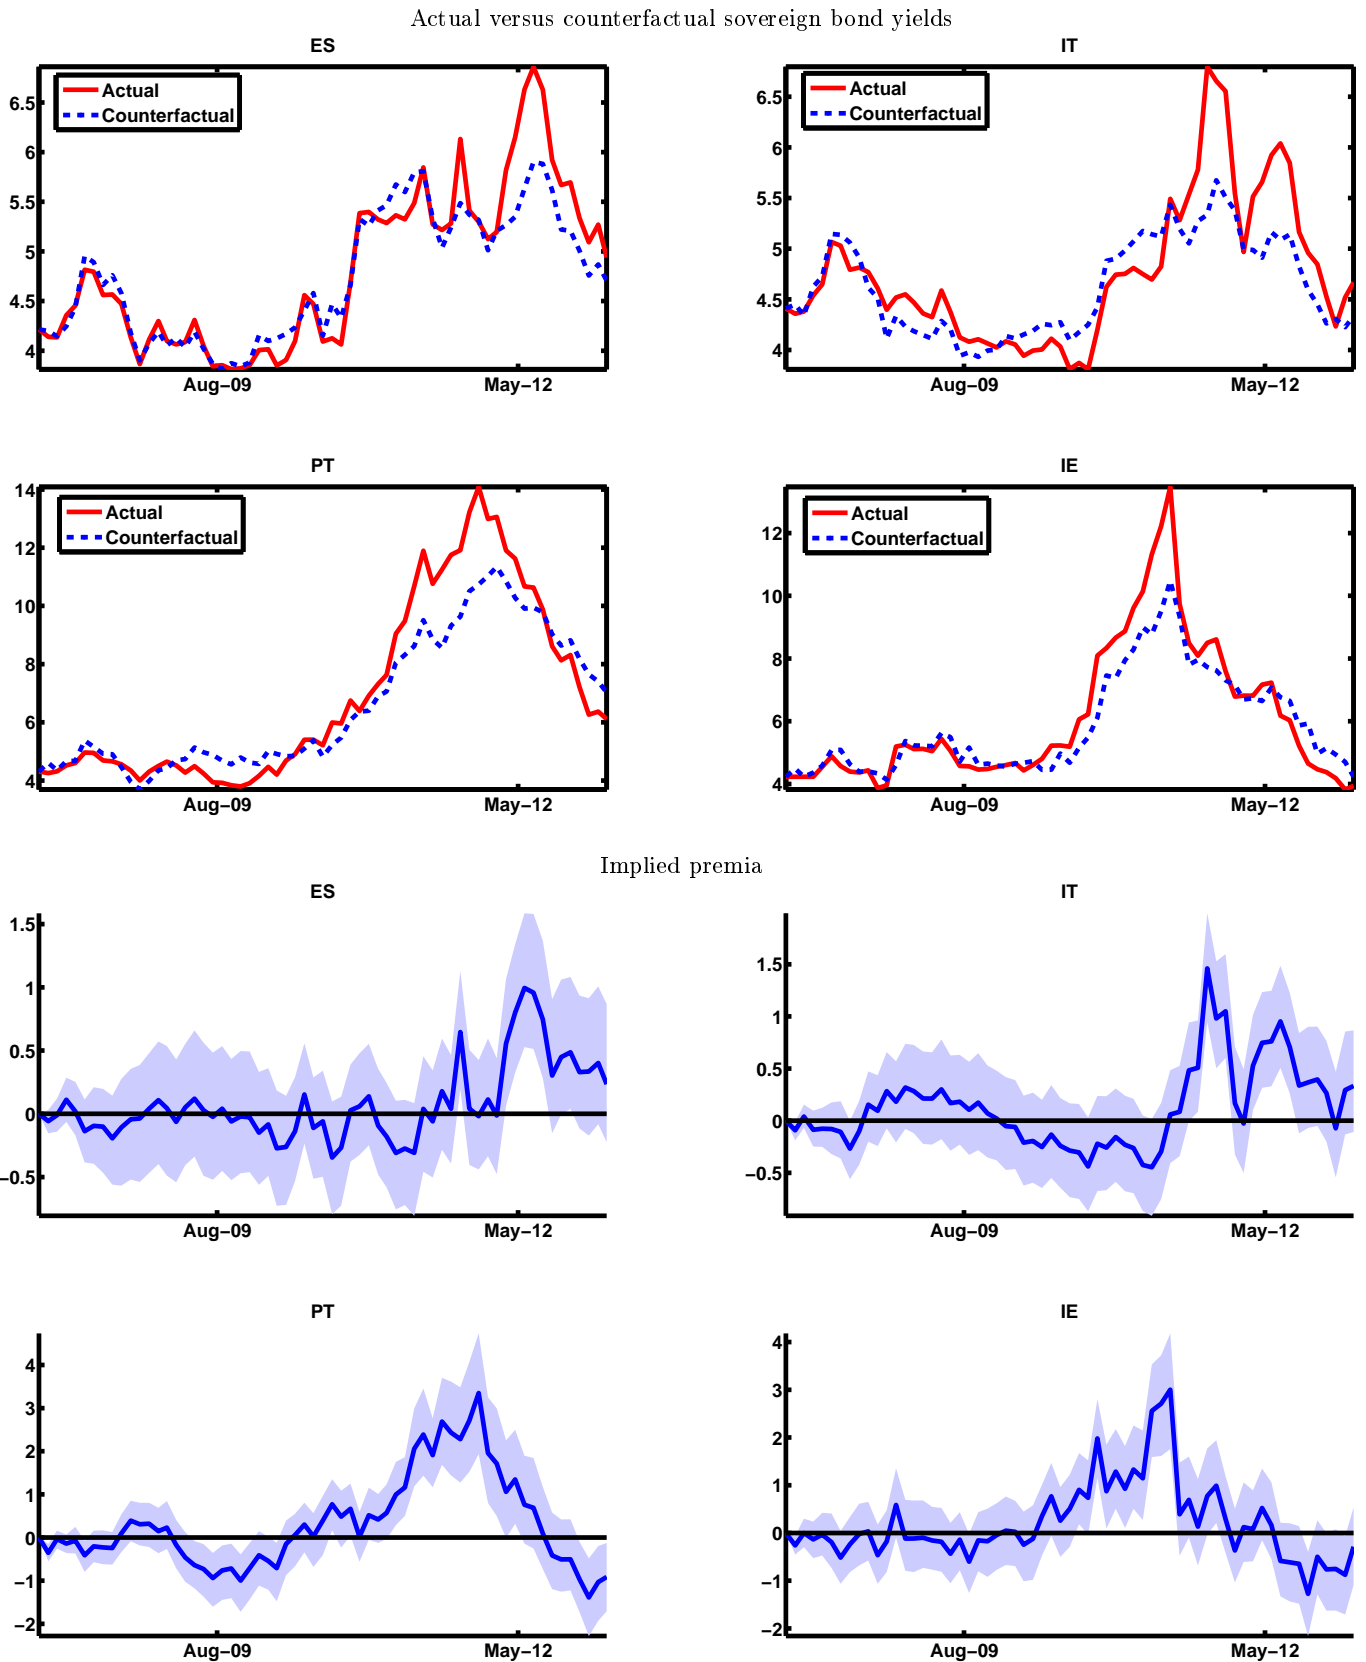 Actual versus counterfactual sovereign bond yields
ES
IT
Actual
Counterfactual
6.5
6
5.5
5
4.5
4
Aug–09
May–12
Actual
Counterfactual
6.5
6
5.5
5
4.5
4
Aug–09
May–12
PT
IE
Actual
Counterfactual
14
12
10
8
6
4
Aug–09
May–12
Actual
Counterfactual
12
10
8
6
4
Aug–09
May–12
Implied premia
ES
IT
1.5
1
0.5
0
–0.5
Aug–09
May–12
1.5
1
0.5
0
–0.5
Aug–09
May–12
PT
IE
4
3
2
1
0
–1
–2
Aug–09
May–12
4
3
2
1
0
–1
–2
Aug–09
May–12